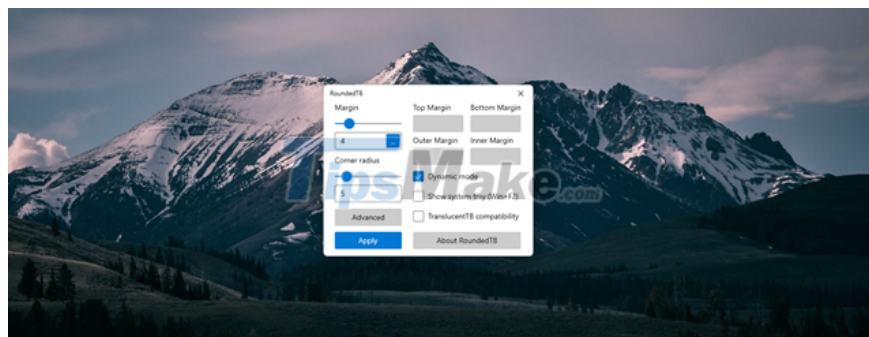 RoundedTB
Margin
Top Margin Bottom Margin
4
Outer Margin Inner Margin
Corner radius
5
Dynamic mode
Show system tray (Win+F2)
TranslucentTB compatibility
Advanced
Apply
About RoundedTB
TipsMake.com